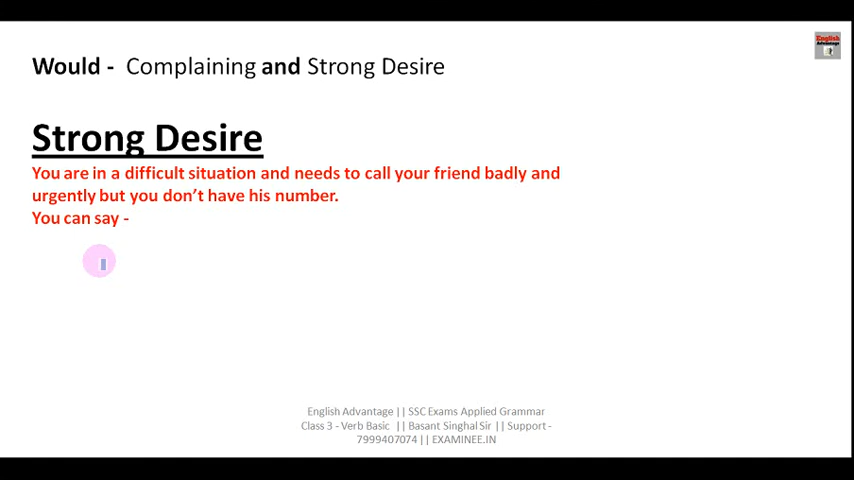 English
Advantage
Would - Complaining and Strong Desire
Strong Desire
You are in a difficult situation and needs to call your friend badly and
urgently but you don't have his number.
You can say -
English Advantage || SSC Exams Applied Grammar
Class 3 - Verb Basic || Basant Singhal Sir || Support -
7999407074 || EXAMINEE.IN